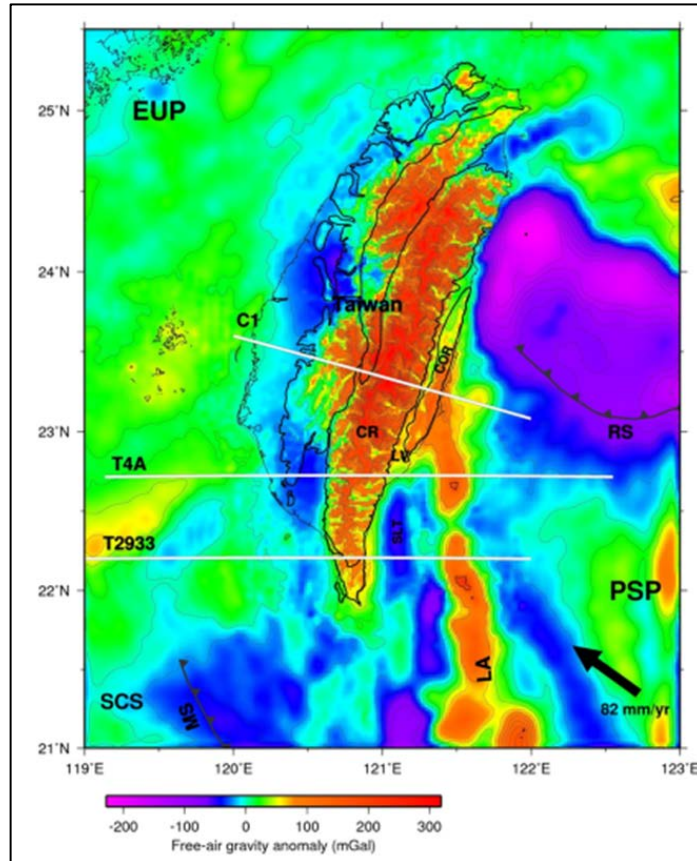 25°N
24°N
23°N
22°N
21°N
119°E
120°E
121°E
122°E
123°E
EUP
Taiwan
C1
COR
CR
LV
RS
T4A
SLT
T2933
PSP
SCS
MS
LA
82 mm/yr
-200 -100 0 100 200 300
Free-air gravity anomaly (mGal)